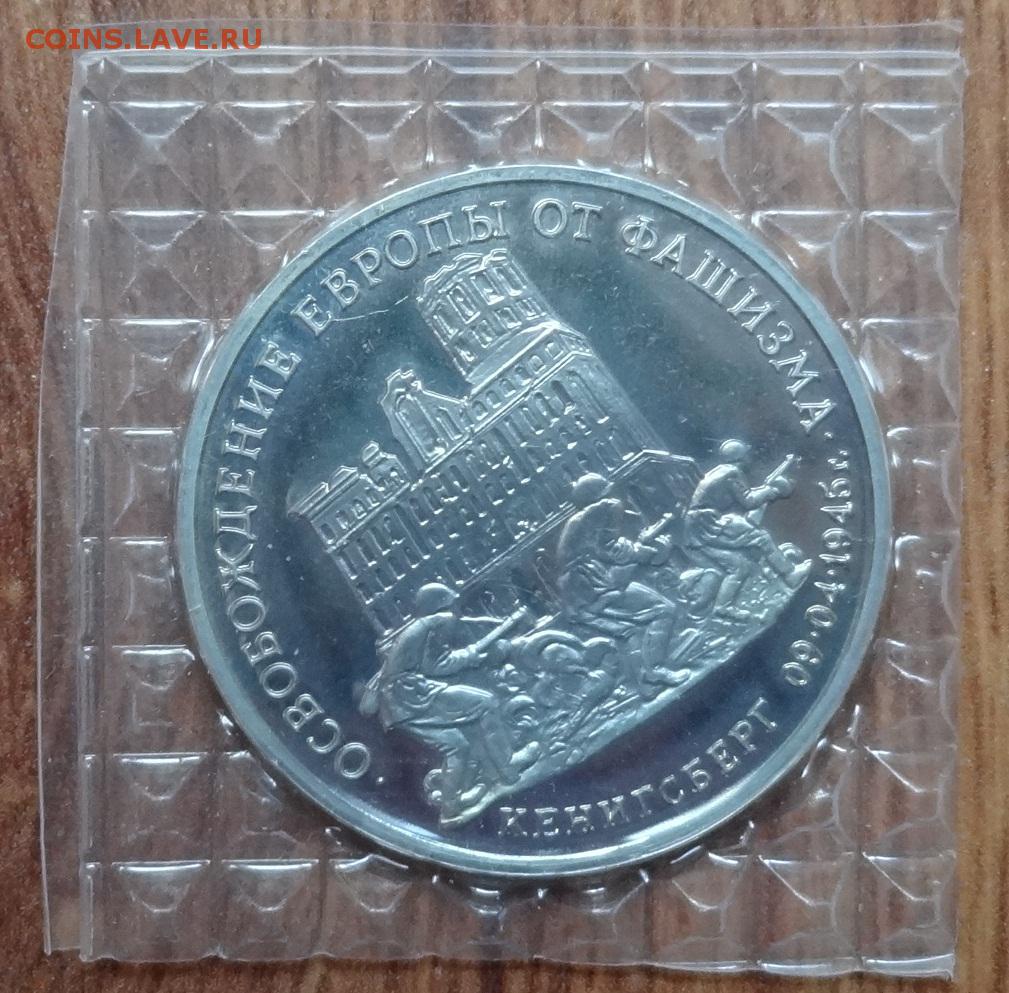 COINS.LAVE.RU
·ОСВОБОЖДЕНИЕ ЕВРОПЫ ОТ ФАШИЗМА·
КЕНИГСБЕРГ 09·04·1945г.